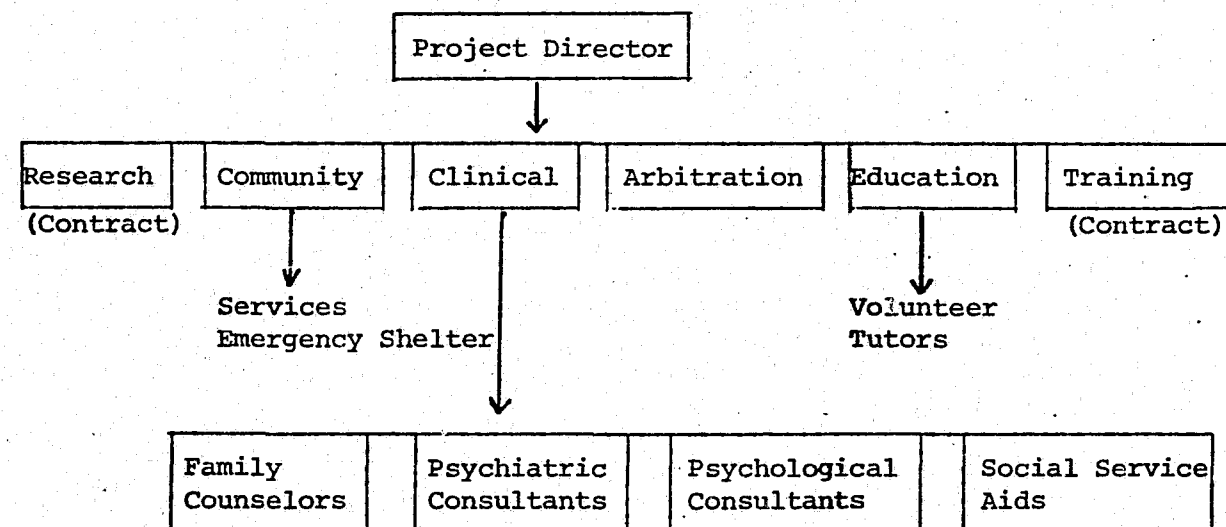 Project Director
Research Community Clinical Arbitration Education Training
(Contract) (Contract)
Services
Emergency Shelter
Volunteer
Tutors
Family
Counselors
Psychiatric
Consultants
Psychological
Consultants
Social Service
Aids